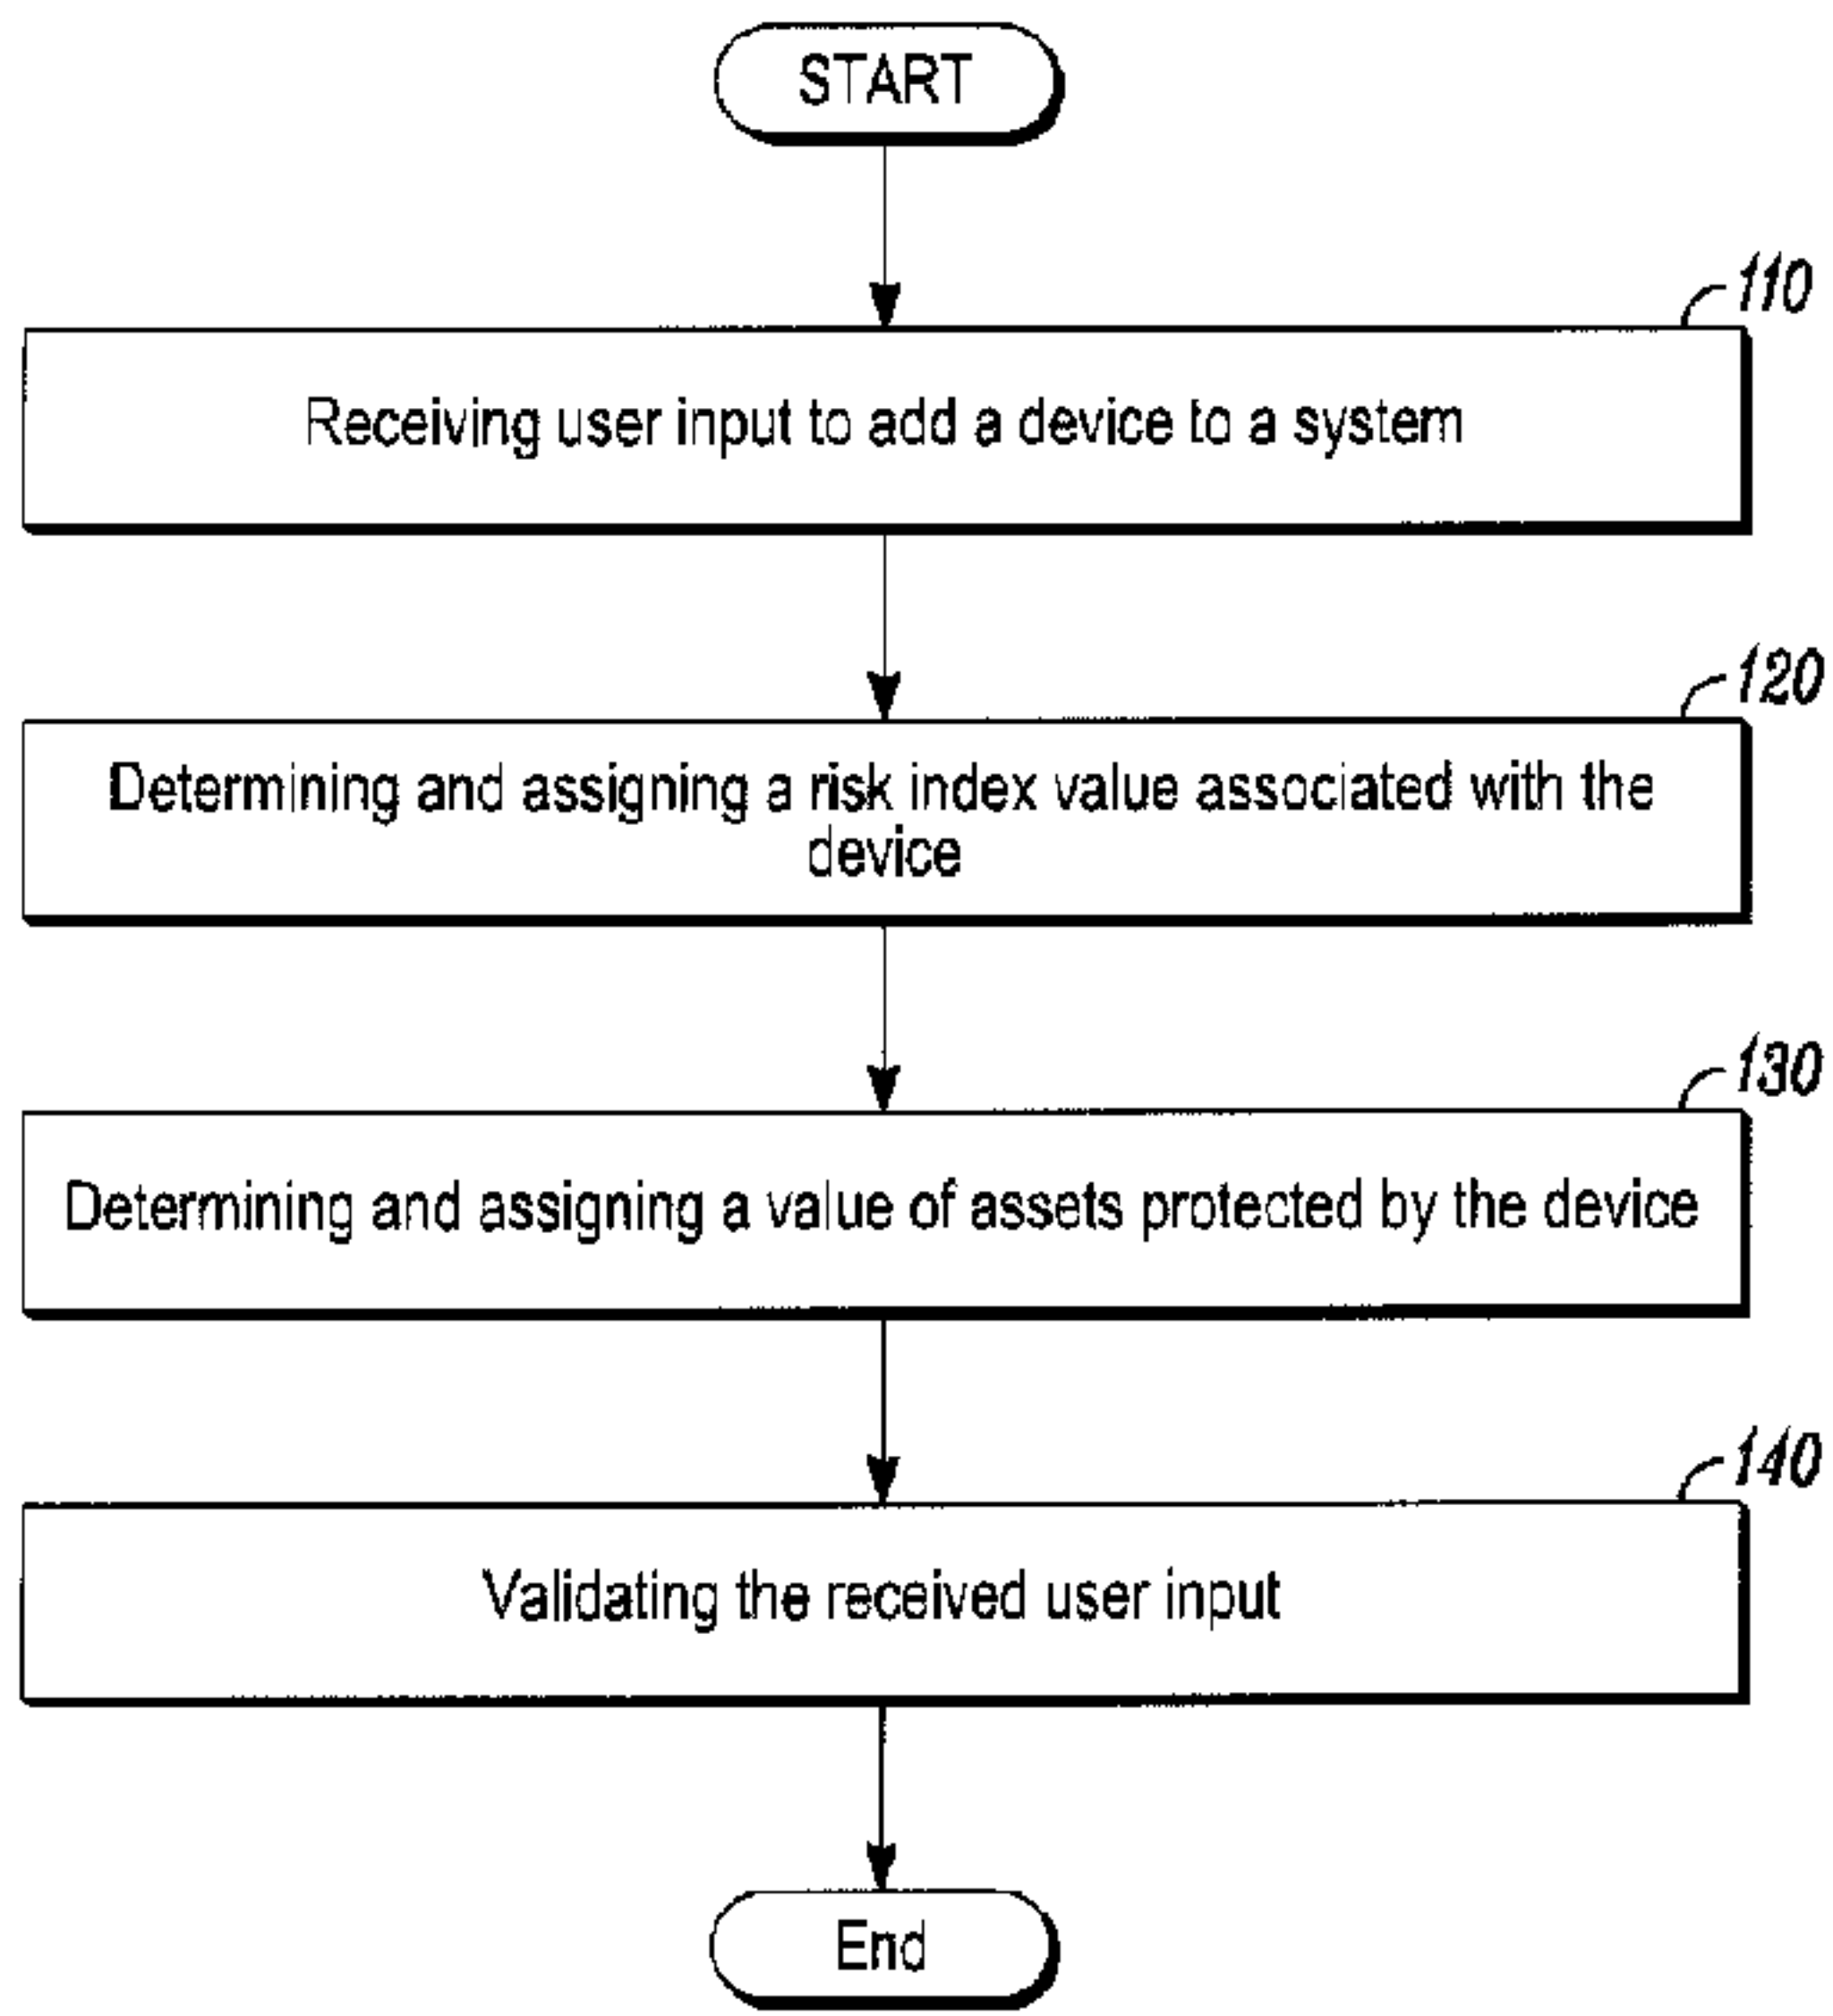 START
110
Receiving user input to add a device to a system
120
Determining and assigning a risk index value associated with the
device
130
Determining and assigning a value of assets protected by the device
140
Validating the received user input
End